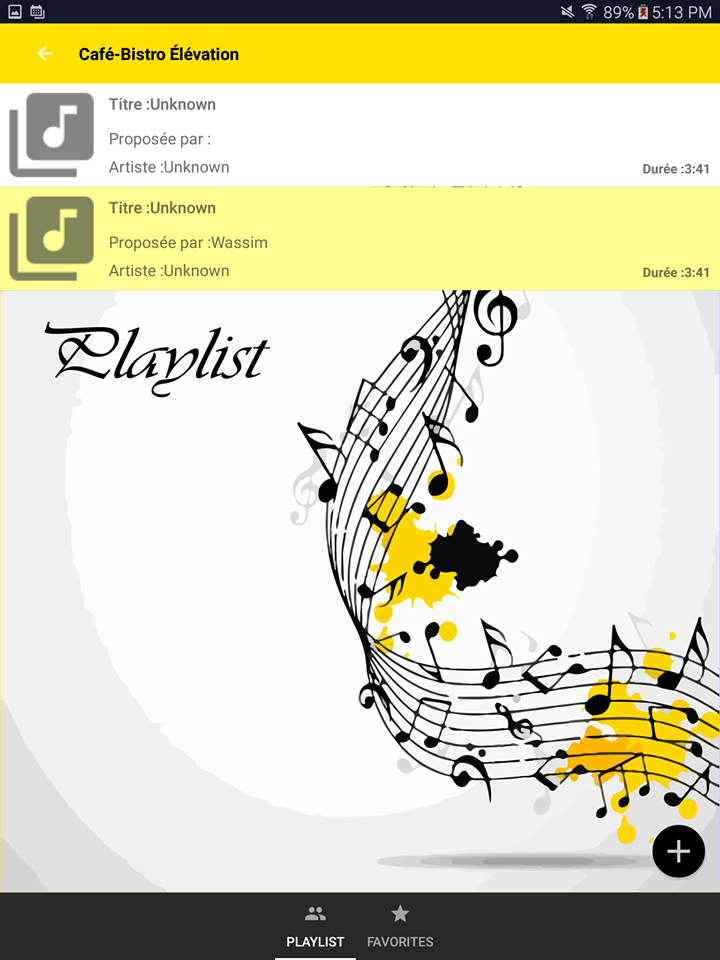 89% 5:13 PM
Café-Bistro Élévation
Titre :Unknown
Proposée par :
Artiste :Unknown
Durée :3:41
Titre :Unknown
Proposée par :Wassim
Artiste :Unknown
Durée :3:41
Playlist
PLAYLIST
FAVORITES